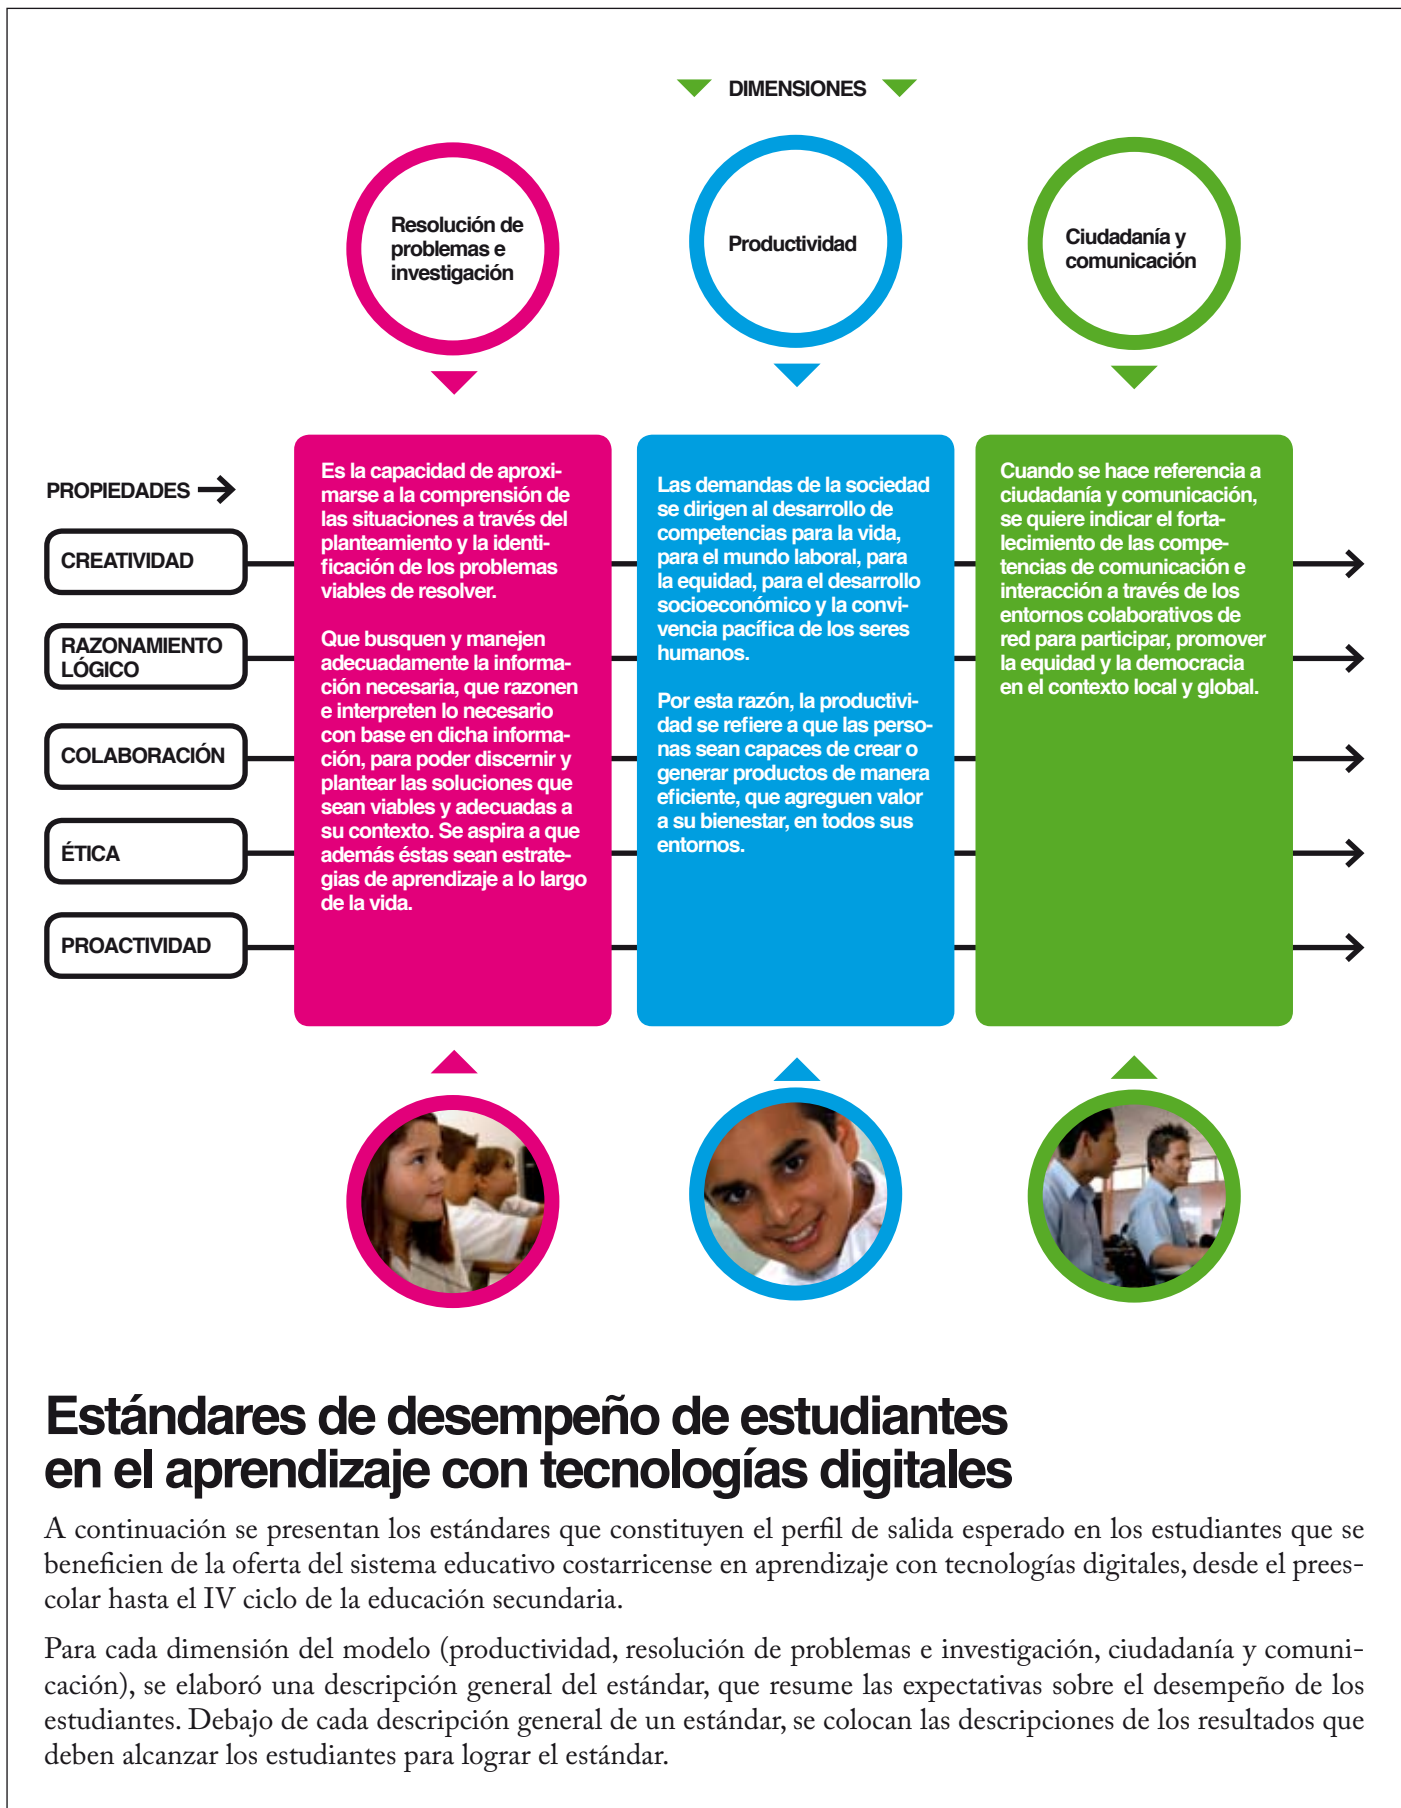 DIMENSIONES
Resolución de
problemas e
investigación
Productividad
Ciudadanía y
comunicación
PROPIEDADES
CREATIVIDAD
RAZONAMIENTO
LÓGICO
COLABORACIÓN
ÉTICA
PROACTIVIDAD
Es la capacidad de aproxi-
marse a la comprensión de
las situaciones a través del
planteamiento y la identi-
ficación de los problemas
viables de resolver.
Que busquen y manejen
adecuadamente la informa-
ción necesaria, que razonen
e interpreten lo necesario
con base en dicha informa-
ción, para poder discernir y
plantear las soluciones que
sean viables y adecuadas a
su contexto. Se aspira a que
además éstas sean estrate-
gias de aprendizaje a lo largo
de la vida.
Las demandas de la sociedad
se dirigen al desarrollo de
competencias para la vida,
para el mundo laboral, para
la equidad, para el desarrollo
socioeconómico y la convi-
vencia pacífica de los seres
humanos.
Por esta razón, la productivi-
dad se refiere a que las perso-
nas sean capaces de crear o
generar productos de manera
eficiente, que agreguen valor
a su bienestar, en todos sus
entornos.
Cuando se hace referencia a
ciudadanía y comunicación,
se quiere indicar el forta-
lecimiento de las compe-
tencias de comunicación e
interacción a través de los
entornos colaborativos de
red para participar, promover
la equidad y la democracia
en el contexto local y global.
Estándares de desempeño de estudiantes
en el aprendizaje con tecnologías digitales
A continuación se presentan los estándares que constituyen el perfil de salida esperado en los estudiantes que se
beneficien de la oferta del sistema educativo costarricense en aprendizaje con tecnologías digitales, desde el prees-
colar hasta el IV ciclo de la educación secundaria.
Para cada dimensión del modelo (productividad, resolución de problemas e investigación, ciudadanía y comuni-
cación), se elaboró una descripción general del estándar, que resume las expectativas sobre el desempeño de los
estudiantes. Debajo de cada descripción general de un estándar, se colocan las descripciones de los resultados que
deben alcanzar los estudiantes para lograr el estándar.